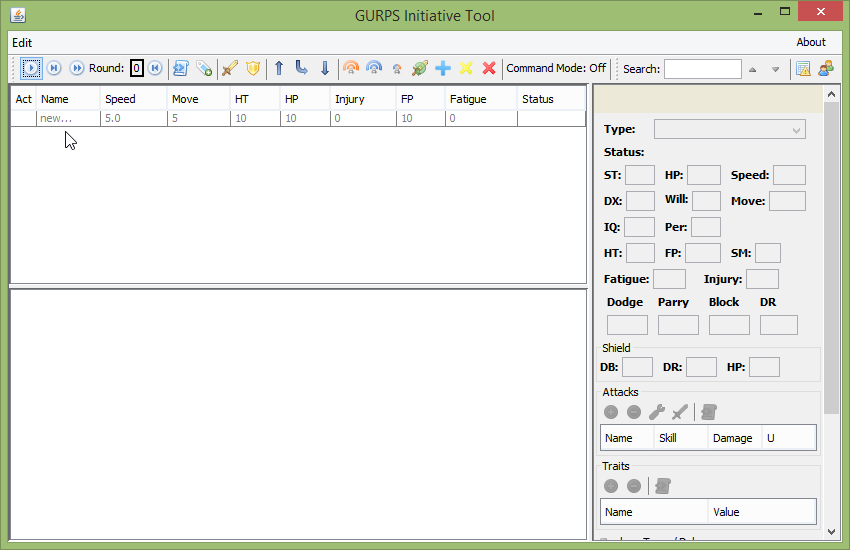 GURPS Initiative Tool
Edit About
Round: 0 Command Mode: Off Search:
Act Name Speed Move HT HP Injury FP Fatigue Status
new... 5.0 5 10 10 0 10 0
Type:
Status:
ST: HP: Speed:
DX: Will: Move:
IQ: Per:
HT: FP: SM:
Fatigue: Injury:
Dodge Parry Block DR
Shield
DB: DR: HP:
Attacks
Name Skill Damage U
Traits
Name Value